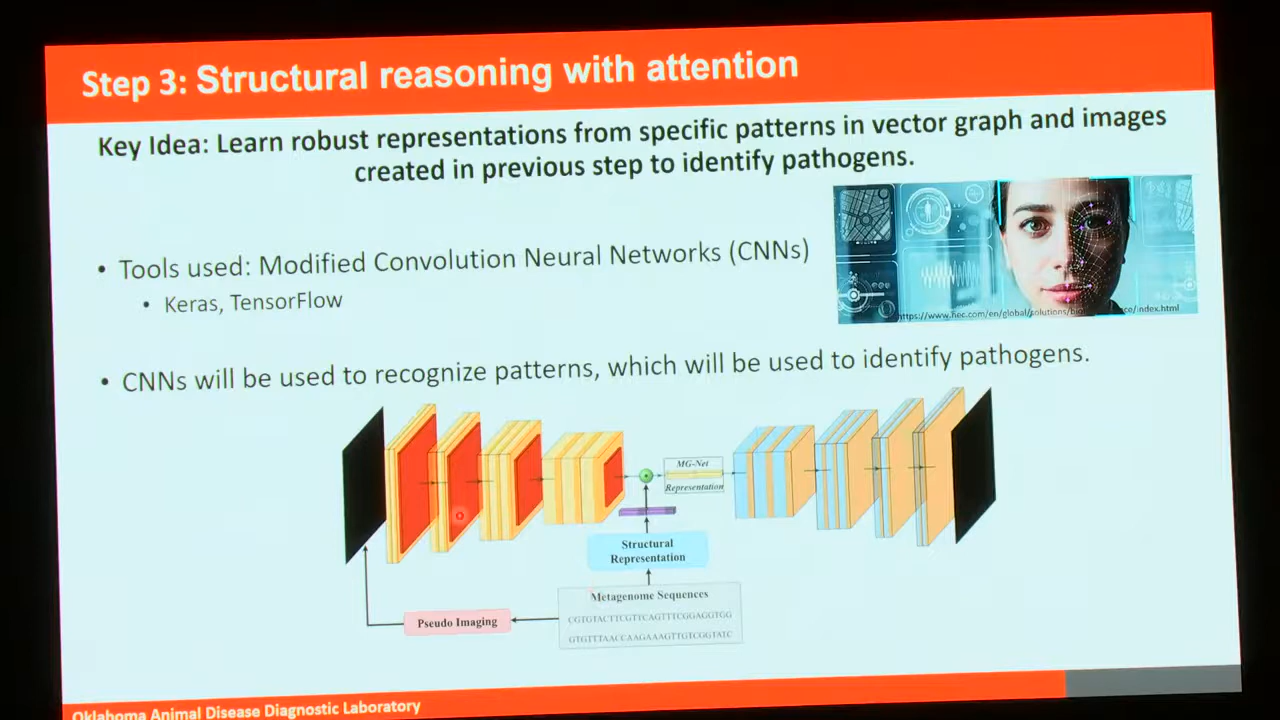 Step 3: Structural reasoning with attention
Key Idea: Learn robust representations from specific patterns in vector graph and images
created in previous step to identify pathogens.
• Tools used: Modified Convolution Neural Networks (CNNs)
• Keras, TensorFlow
• CNNs will be used to recognize patterns, which will be used to identify pathogens.
MG-Net
Representation
Structural
Representation
Metagenome Sequences
CGTGTACTTCGTTCAGTTTCGGAGGTGG
GTGTTTAACCAAGAAAGTTGTCGGTATC
Pseudo Imaging
Oklahoma Animal Disease Diagnostic Laboratory